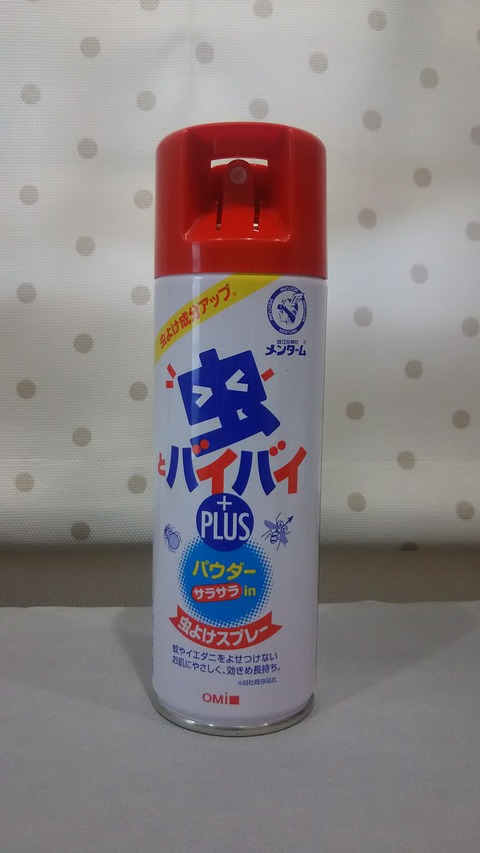 虫よけ成分アップ※
近江兄弟社
メンターム
虫
とバイバイ
+
PLUS
パウダー
サラサラ in
虫よけスプレー
蚊やイエダニをよせつけない
お肌にやさしく、効きめ長持ち。
※自社既存品比
OMi